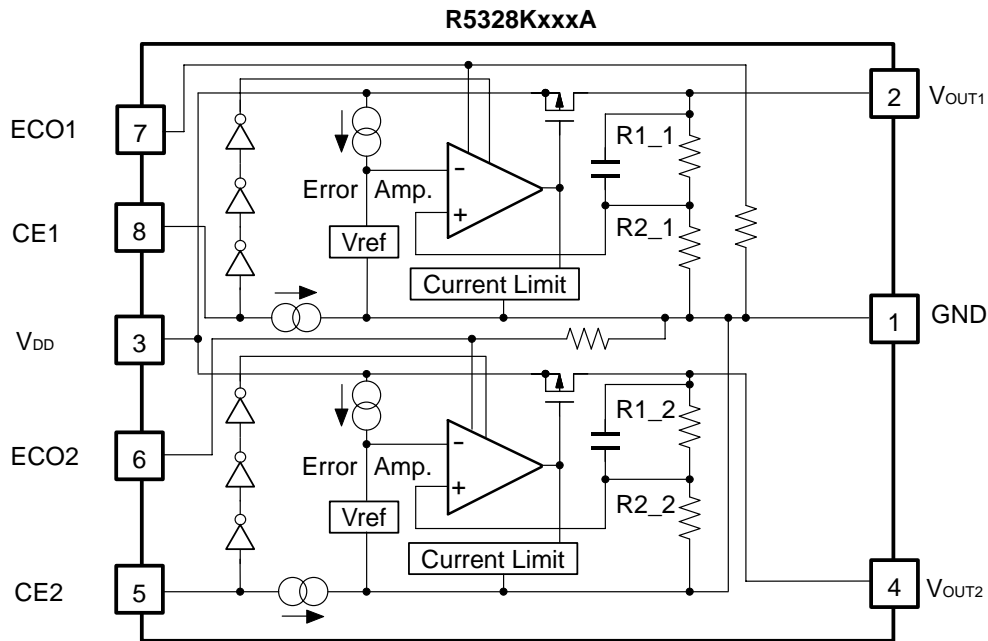 R5328KxxxA
ECO1
7
2
VOUT1
R1_1
−
Error Amp.
+
CE1
8
Vref
R2_1
Current Limit
VDD
3
1
GND
R1_2
−
ECO2
6
Error Amp.
+
Vref
R2_2
Current Limit
CE2
5
4
VOUT2